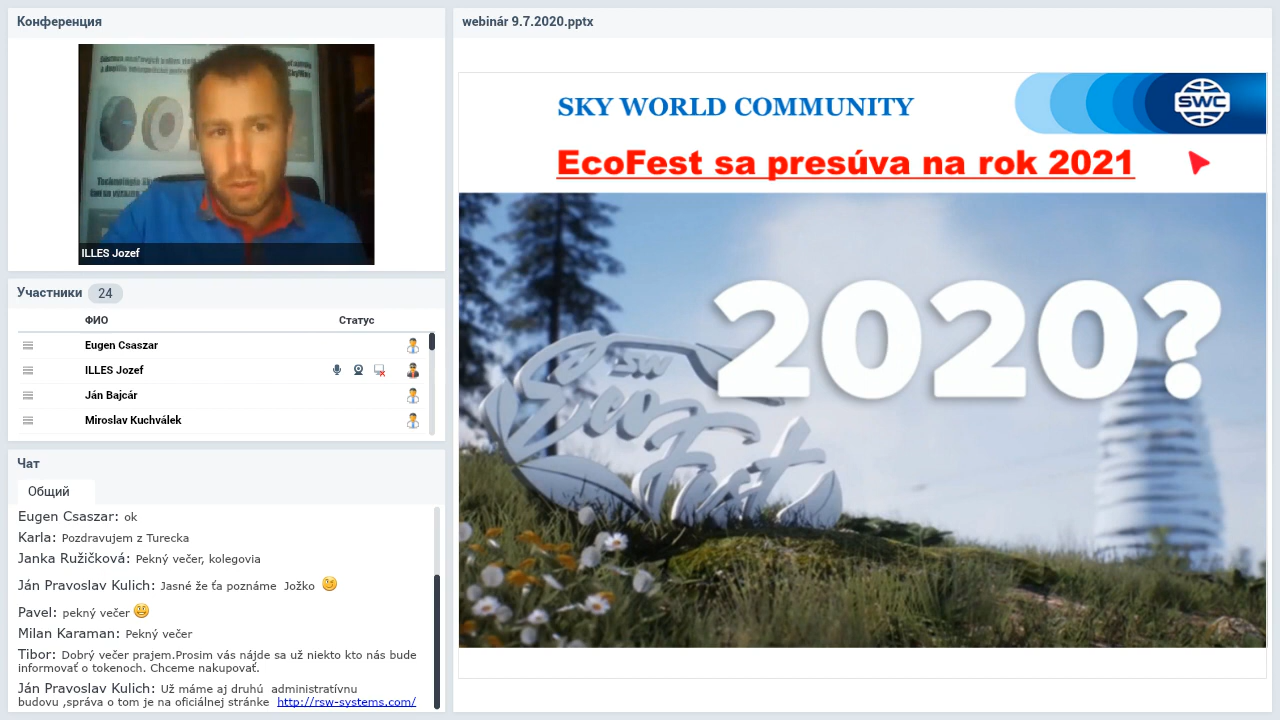 Конференция
ILLES Jozef
Участники 24
ФИО Статус
Eugen Csaszar
ILLES Jozef
Ján Bajcár
Miroslav Kuchválek
Чат
Общий
Eugen Csaszar: ok
Karla: Pozdravujem z Turecka
Janka Ružičková: Pekný večer, kolegovia
Ján Pravoslav Kulich: Jasné že ťa poznáme Jožko
Pavel: pekný večer
Milan Karaman: Pekný večer
Tibor: Dobrý večer prajem.Prosim vás nájde sa už niekto kto nás bude
informovať o tokenoch. Chceme nakupovať.
Ján Pravoslav Kulich: Už máme aj druhú administratívnu
budovu ,správa o tom je na oficiálnej stránke http://rsw-systems.com/
webinár 9.7.2020.pptx
SKY WORLD COMMUNITY
SWC
EcoFest sa presúva na rok 2021
2020?
SW
Eco
Fest